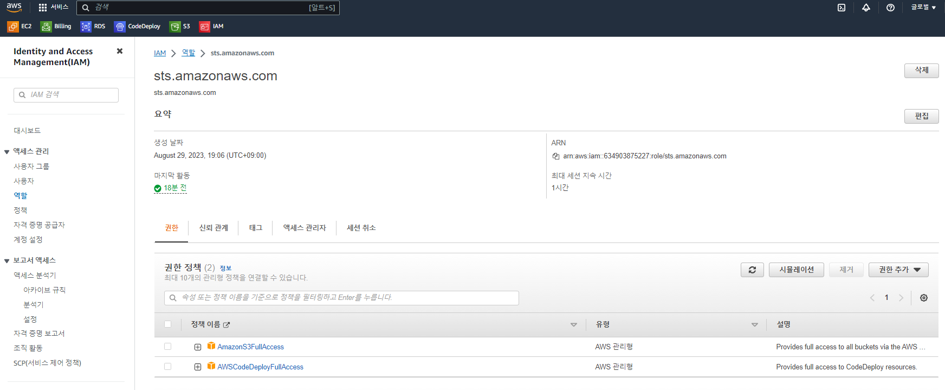 aws
서비스
검색
[알트+S]
글로벌
EC2
Billing
RDS
CodeDeploy
S3
IAM
Identity and Access
Management(IAM)
IAM 검색
대시보드
액세스 관리
사용자 그룹
사용자
역할
정책
자격 증명 공급자
계정 설정
보고서 액세스
액세스 분석기
아카이브 규칙
분석기
설정
자격 증명 보고서
조직 활동
SCP(서비스 제어 정책)
IAM > 역할 > sts.amazonaws.com
sts.amazonaws.com
삭제
sts.amazonaws.com
요약
편집
생성 날짜
August 29, 2023, 19:06 (UTC+09:00)
마지막 활동
18분 전
ARN
arn:aws:iam::634903875227:role/sts.amazonaws.com
최대 세션 지속 시간
1시간
권한
신뢰 관계
태그
액세스 관리자
세션 취소
권한 정책 (2) 정보
최대 10개의 관리형 정책을 연결할 수 있습니다.
시뮬레이션
제거
권한 추가
속성 또는 정책 이름을 기준으로 정책을 필터링하고 Enter를 누릅니다.
1
정책 이름
유형
설명
AmazonS3FullAccess
AWS 관리형
Provides full access to all buckets via the AWS ...
AWSCodeDeployFullAccess
AWS 관리형
Provides full access to CodeDeploy resources.